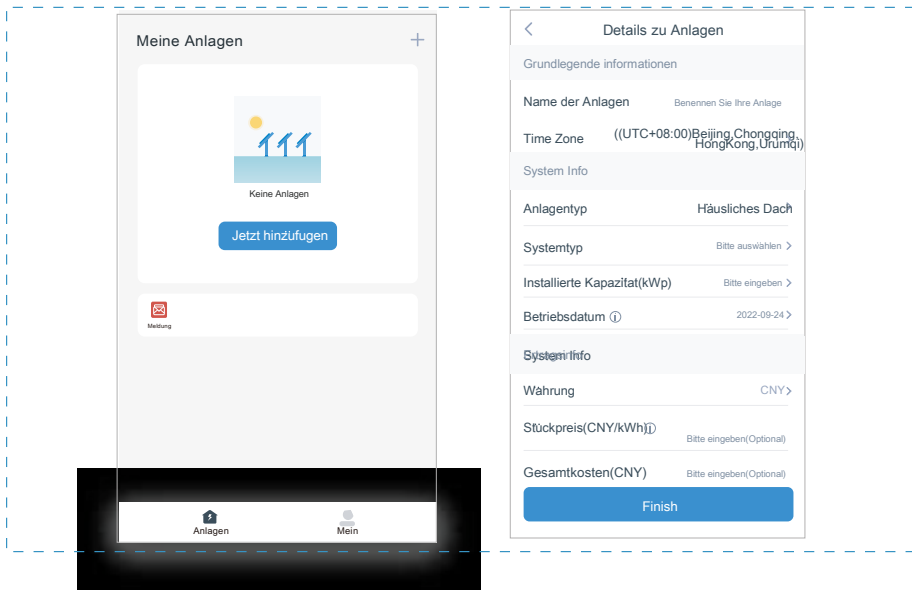 Meine Anlagen
Keine Anlagen
Jetzt hinzufugen
Meldung
Anlagen
Mein
Details zu Anlagen
Grundlegende informationen
Name der Anlagen
Benennen Sie Ihre Anlage
Time Zone
((UTC+08:00)Beijing,Chongqing,
HongKong,Urumqi)
System Info
Anlagentyp
Häusliches Dach
Systemtyp
Bitte auswählen
Installierte Kapazität(kWp)
Bitte eingeben
Betriebsdatum
2022-09-24
System Info
Währung
CNY
Stückpreis(CNY/kWh)
Bitte eingeben(Optional)
Gesamtkosten(CNY)
Bitte eingeben(Optional)
Finish